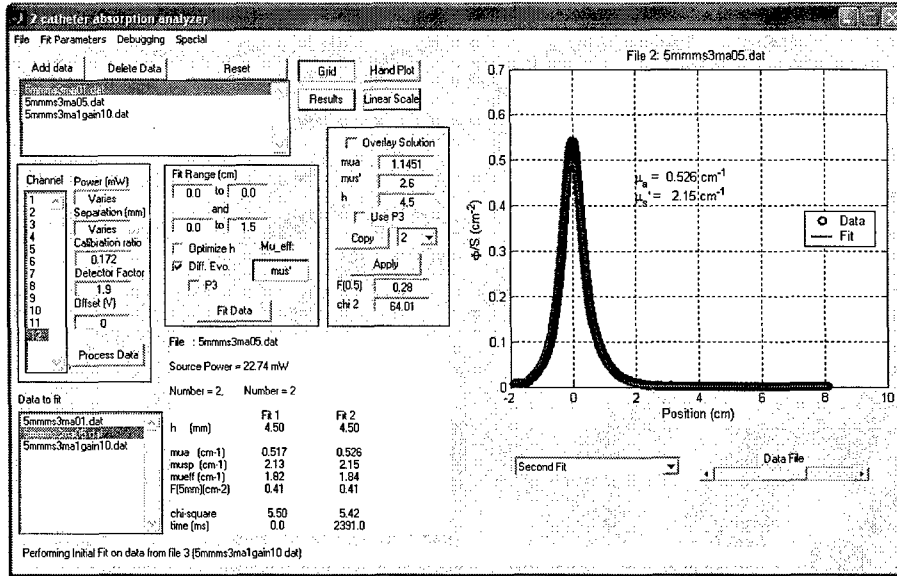 2 catheter absorption analyzer
File Fit Parameters Debugging Special
Add data Delete Data Reset
5mmms3ma01.dat
5mmms3ma05.dat
5mmms3ma1gain10.dat
Grid Hand Plot
Results Linear Scale
Channel
1
2
3
4
5
6
7
8
9
10
11
12
Power (mW)
Varies
Separation (mm)
Varies
Calibration ratio
0.172
Detector Factor
1.9
Offset (V)
0
Process Data
Fit Range (cm)
0.0 to 0.0
and
0.0 to 1.5
Optimize h Mu_eff:
Diff. Evo. mus'
P3
Fit Data
Overlay Solution
mua 1.1451
mus' 2.6
h 4.5
Use P3
Copy 2
Apply
F(0.5) 0.28
chi 2 64.01
File : 5mmms3ma05.dat
Source Power = 22.74 mW
Number = 2, Number = 2
Fit 1 Fit 2
h (mm) 4.50 4.50
mua (cm-1) 0.517 0.526
musp (cm-1) 2.13 2.15
mueff (cm-1) 1.82 1.84
F(5mm)(cm-2) 0.41 0.41
chi-square 5.50 5.42
time (ms) 0.0 2391.0
Data to fit
5mmms3ma01.dat
5mmms3ma1gain10.dat
Performing Initial Fit on data from file 3 (5mmms3ma1gain10 dat)
File 2: 5mmms3ma05.dat
0.7
0.6
0.5
0.4
0.3
0.2
0.1
0
ϕ/S (cm⁻²)
μa = 0.526 cm⁻¹
μs' = 2.15 cm⁻¹
Data
Fit
-2 0 2 4 6 8 10
Position (cm)
Second Fit
Data File